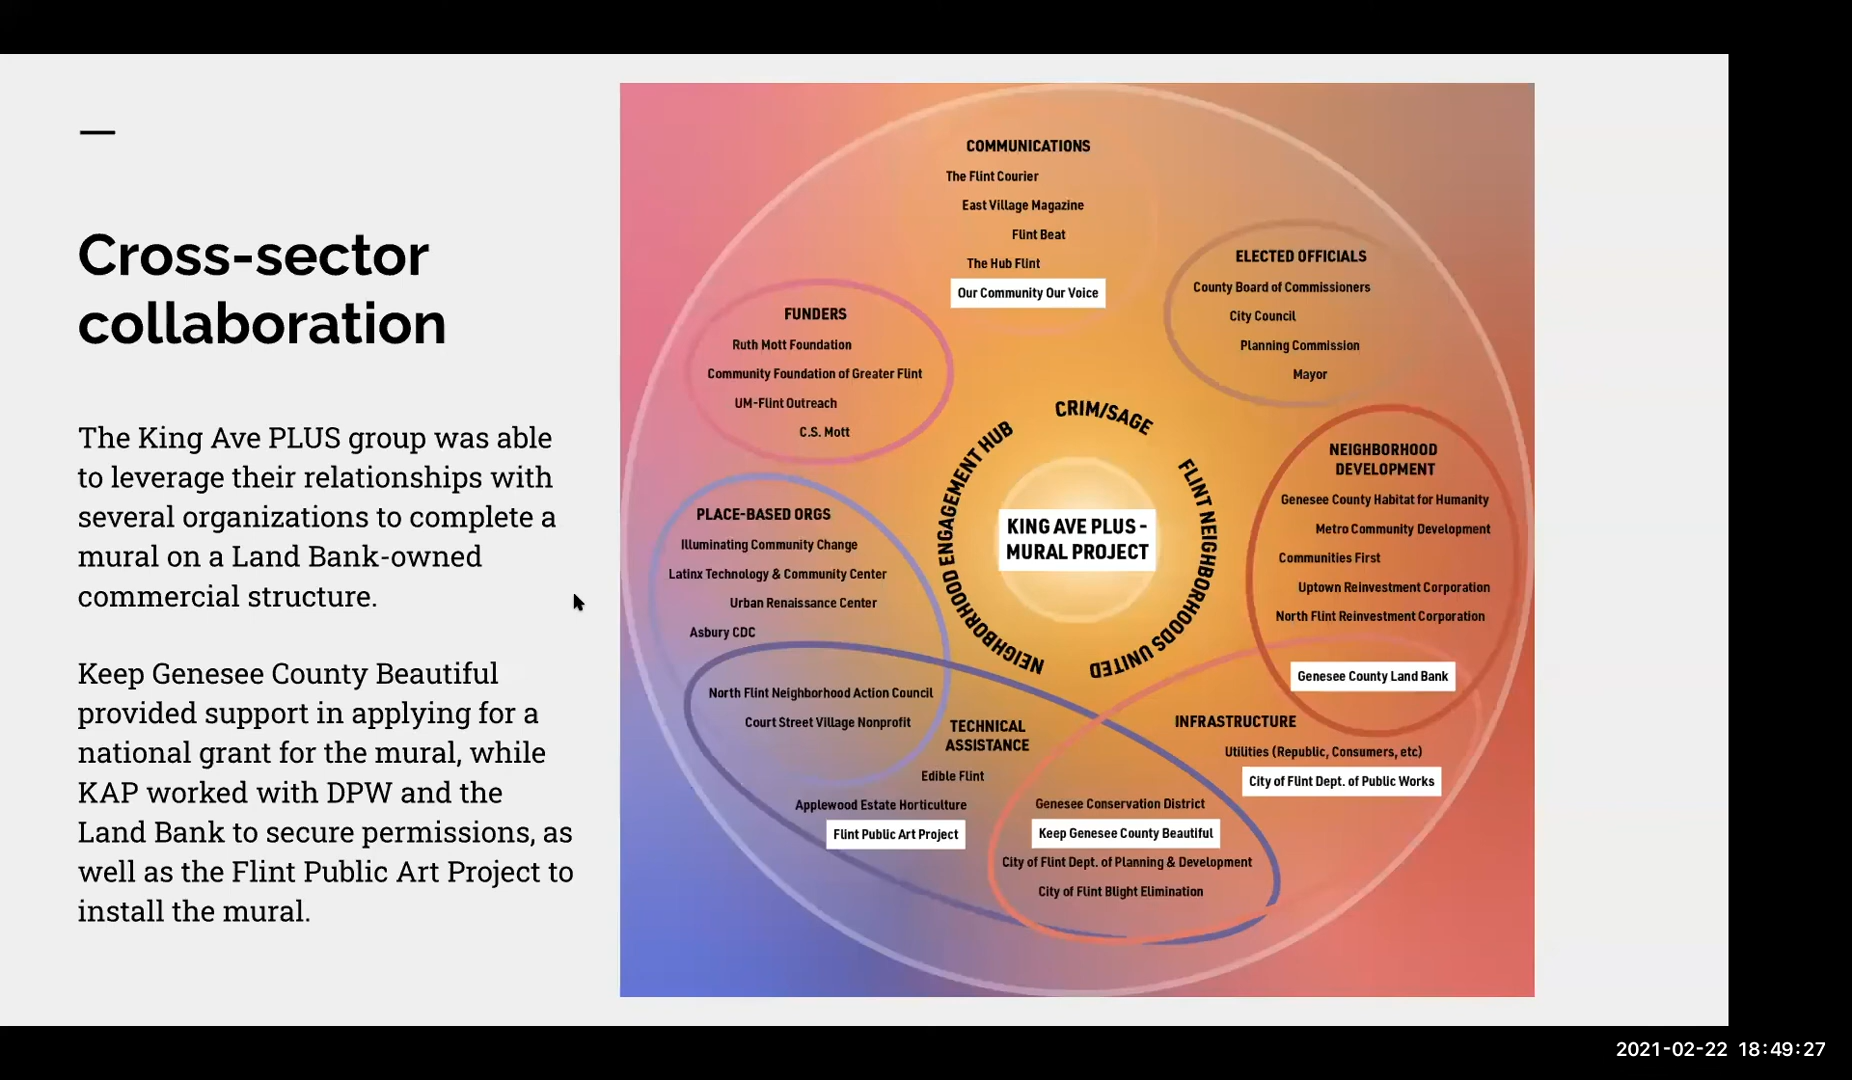 Cross-sector
collaboration
The King Ave PLUS group was able
to leverage their relationships with
several organizations to complete a
mural on a Land Bank-owned
commercial structure.
Keep Genesee County Beautiful
provided support in applying for a
national grant for the mural, while
KAP worked with DPW and the
Land Bank to secure permissions, as
well as the Flint Public Art Project to
install the mural.
COMMUNICATIONS
The Flint Courier
East Village Magazine
Flint Beat
The Hub Flint
Our Community Our Voice
ELECTED OFFICIALS
County Board of Commissioners
City Council
Planning Commission
Mayor
FUNDERS
Ruth Mott Foundation
Community Foundation of Greater Flint
UM-Flint Outreach
C.S. Mott
CRIM/SAGE
NEIGHBORHOOD ENGAGEMENT HUB
FLINT NEIGHBORHOODS UNITED
KING AVE PLUS -
MURAL PROJECT
NEIGHBORHOOD
DEVELOPMENT
Genesee County Habitat for Humanity
Metro Community Development
Communities First
Uptown Reinvestment Corporation
North Flint Reinvestment Corporation
Genesee County Land Bank
PLACE-BASED ORGS
Illuminating Community Change
Latinx Technology & Community Center
Urban Renaissance Center
Asbury CDC
North Flint Neighborhood Action Council
Court Street Village Nonprofit
TECHNICAL
ASSISTANCE
Edible Flint
Applewood Estate Horticulture
Flint Public Art Project
INFRASTRUCTURE
Utilities (Republic, Consumers, etc)
City of Flint Dept. of Public Works
Genesee Conservation District
Keep Genesee County Beautiful
City of Flint Dept. of Planning & Development
City of Flint Blight Elimination
2021-02-22 18:49:27